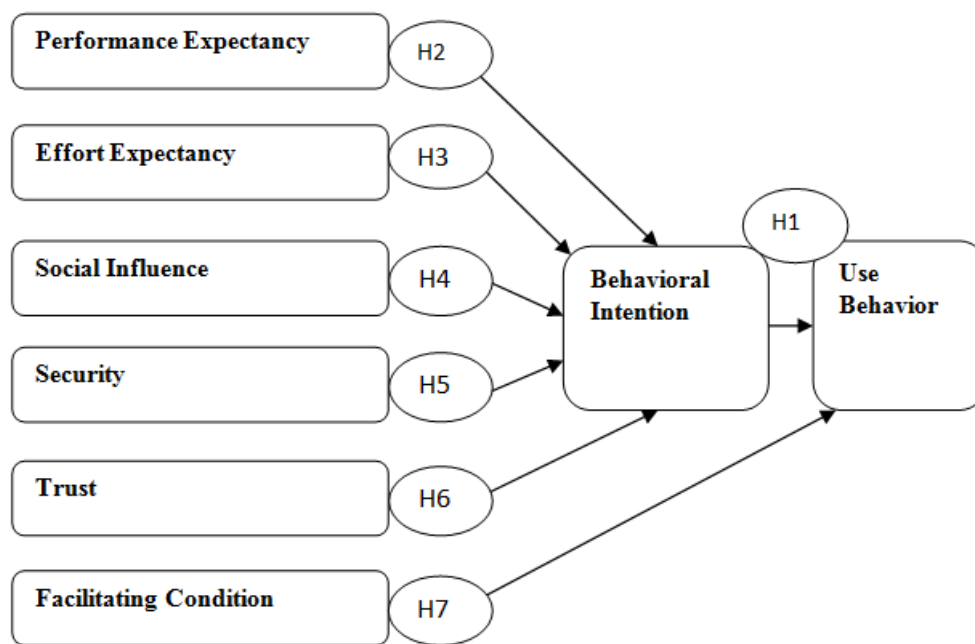 Performance Expectancy
H2
Effort Expectancy
H3
Social Influence
H4
Security
H5
Trust
H6
Facilitating Condition
H7
Behavioral
Intention
H1
Use
Behavior